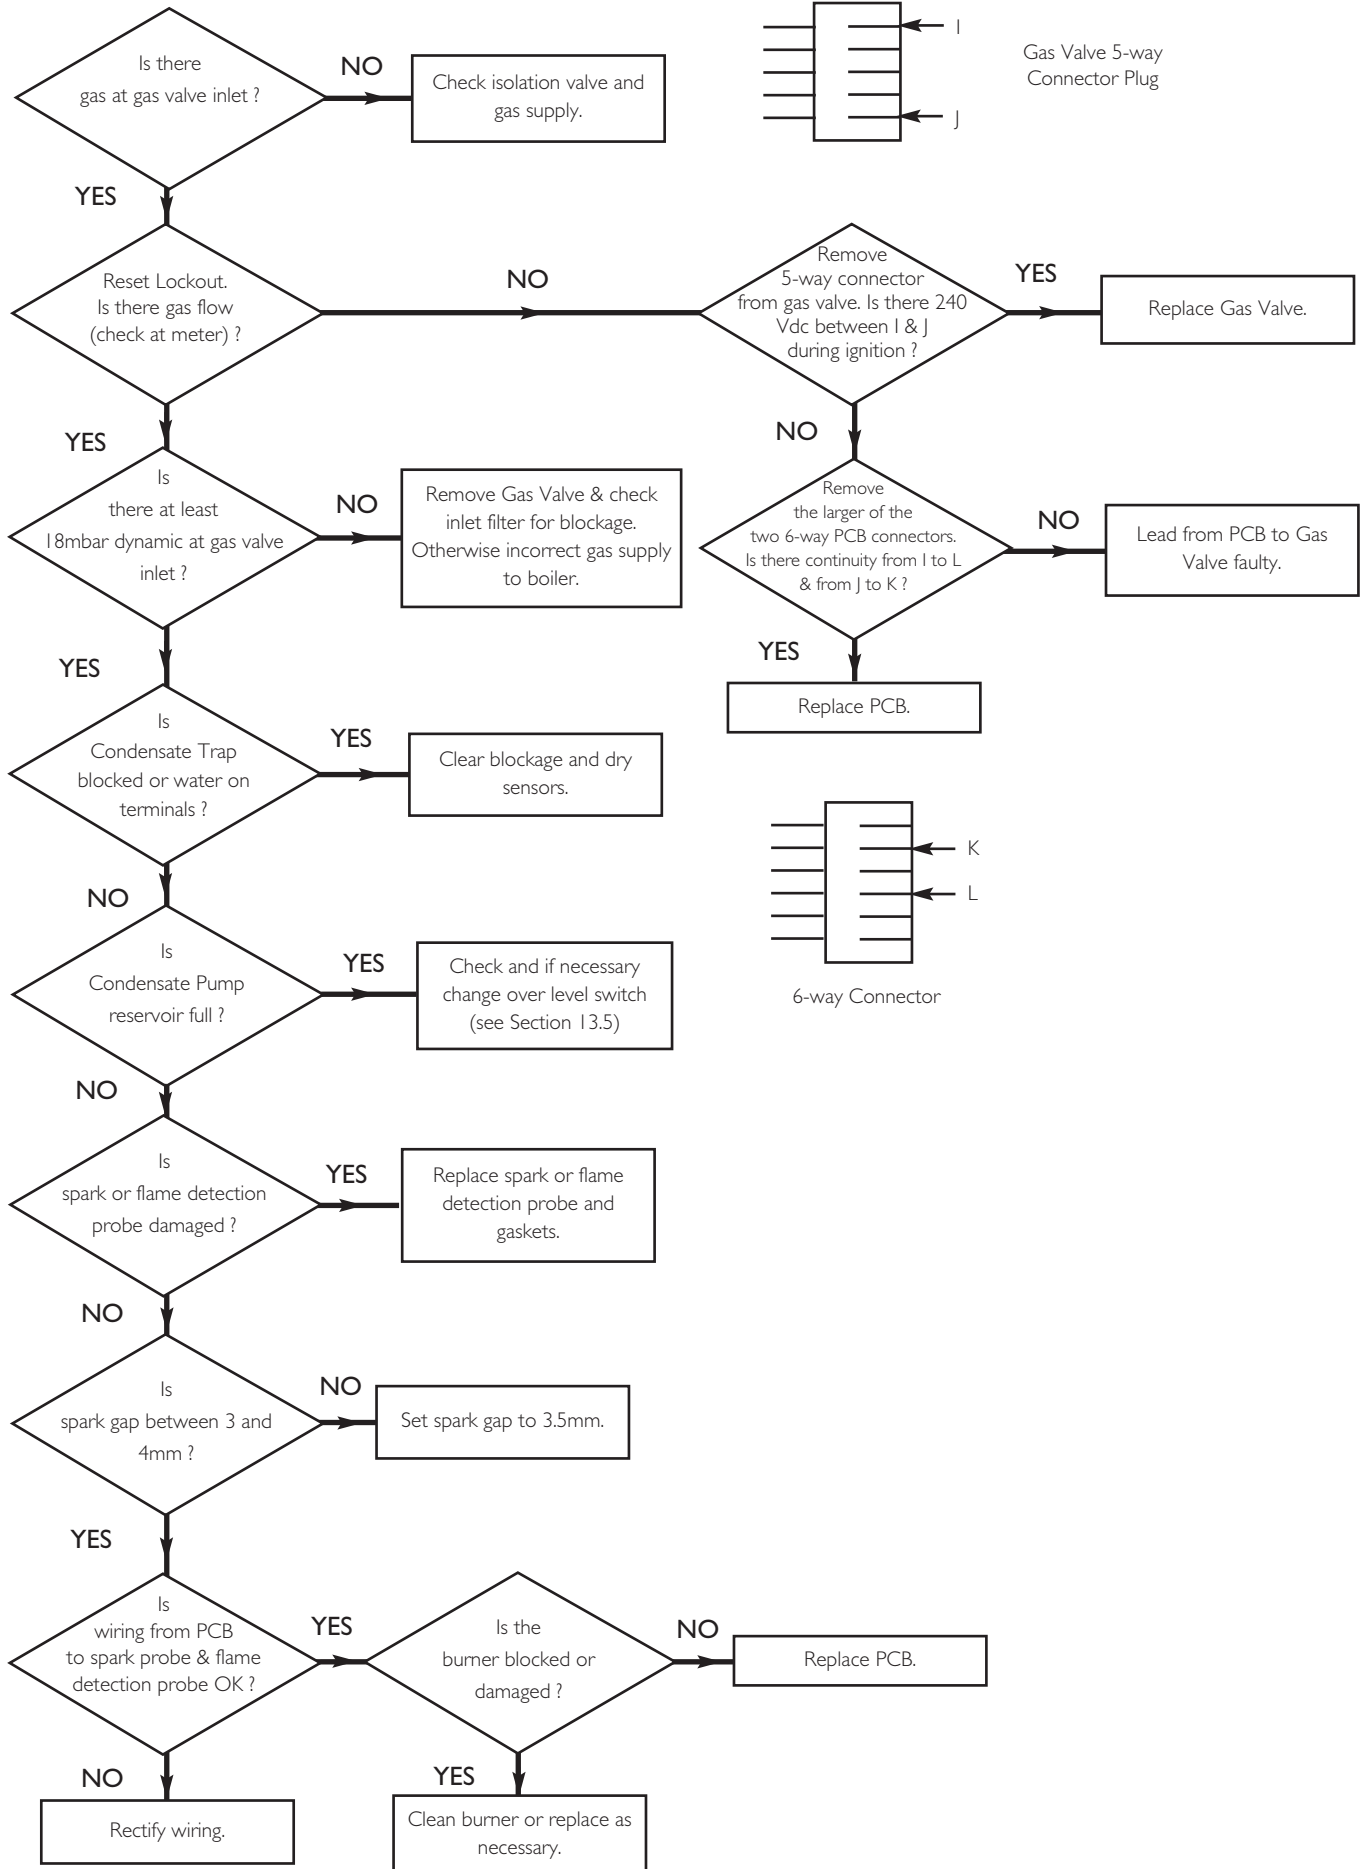 Is there
gas at gas valve inlet ?
NO
Check isolation valve and
gas supply.
I
J
Gas Valve 5-way
Connector Plug
YES
Reset Lockout.
Is there gas flow
(check at meter) ?
NO
Remove
5-way connector
from gas valve. Is there 240
Vdc between I & J
during ignition ?
YES
Replace Gas Valve.
YES
Is
there at least
18mbar dynamic at gas valve
inlet ?
NO
Remove Gas Valve & check
inlet filter for blockage.
Otherwise incorrect gas supply
to boiler.
NO
Remove
the larger of the
two 6-way PCB connectors.
Is there continuity from I to L
& from J to K ?
NO
Lead from PCB to Gas
Valve faulty.
YES
Replace PCB.
YES
Is
Condensate Trap
blocked or water on
terminals ?
YES
Clear blockage and dry
sensors.
K
L
6-way Connector
NO
Is
Condensate Pump
reservoir full ?
YES
Check and if necessary
change over level switch
(see Section 13.5)
NO
Is
spark or flame detection
probe damaged ?
YES
Replace spark or flame
detection probe and
gaskets.
NO
Is
spark gap between 3 and
4mm ?
NO
Set spark gap to 3.5mm.
YES
Is
wiring from PCB
to spark probe & flame
detection probe OK ?
YES
Is the
burner blocked or
damaged ?
NO
Replace PCB.
NO
Rectify wiring.
YES
Clean burner or replace as
necessary.